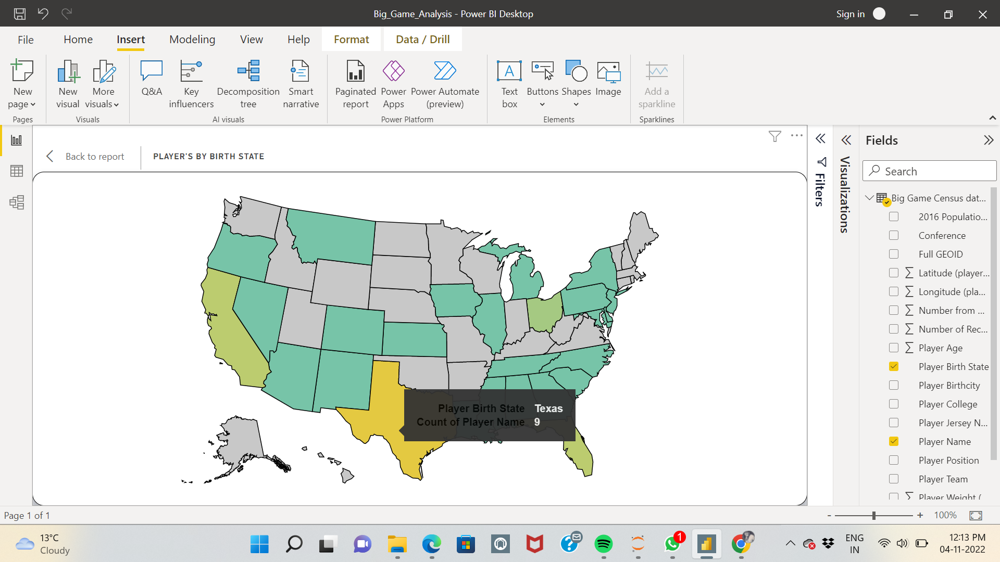 Big_Game_Analysis - Power BI Desktop
Sign in
File
Home
Insert
Modeling
View
Help
Format
Data / Drill
New page
New visual
More visuals
Q&A
Key influencers
Decomposition tree
Smart narrative
Paginated report
Power Apps
Power Automate (preview)
Text box
Buttons
Shapes
Image
Add a sparkline
Pages
Visuals
AI visuals
Power Platform
Elements
Sparklines
Back to report
PLAYER'S BY BIRTH STATE
Player Birth State Texas
Count of Player Name 9
Filters
Visualizations
Fields
Search
Big Game Census dat...
2016 Populatio...
Conference
Full GEOID
Latitude (player...
Longitude (pla...
Number from ...
Number of Rec...
Player Age
Player Birth State
Player Birthcity
Player College
Player Jersey N...
Player Name
Player Position
Player Team
Player Weight (
Page 1 of 1
- + 100%
13°C
Cloudy
1
ENG
IN
12:13 PM
04-11-2022